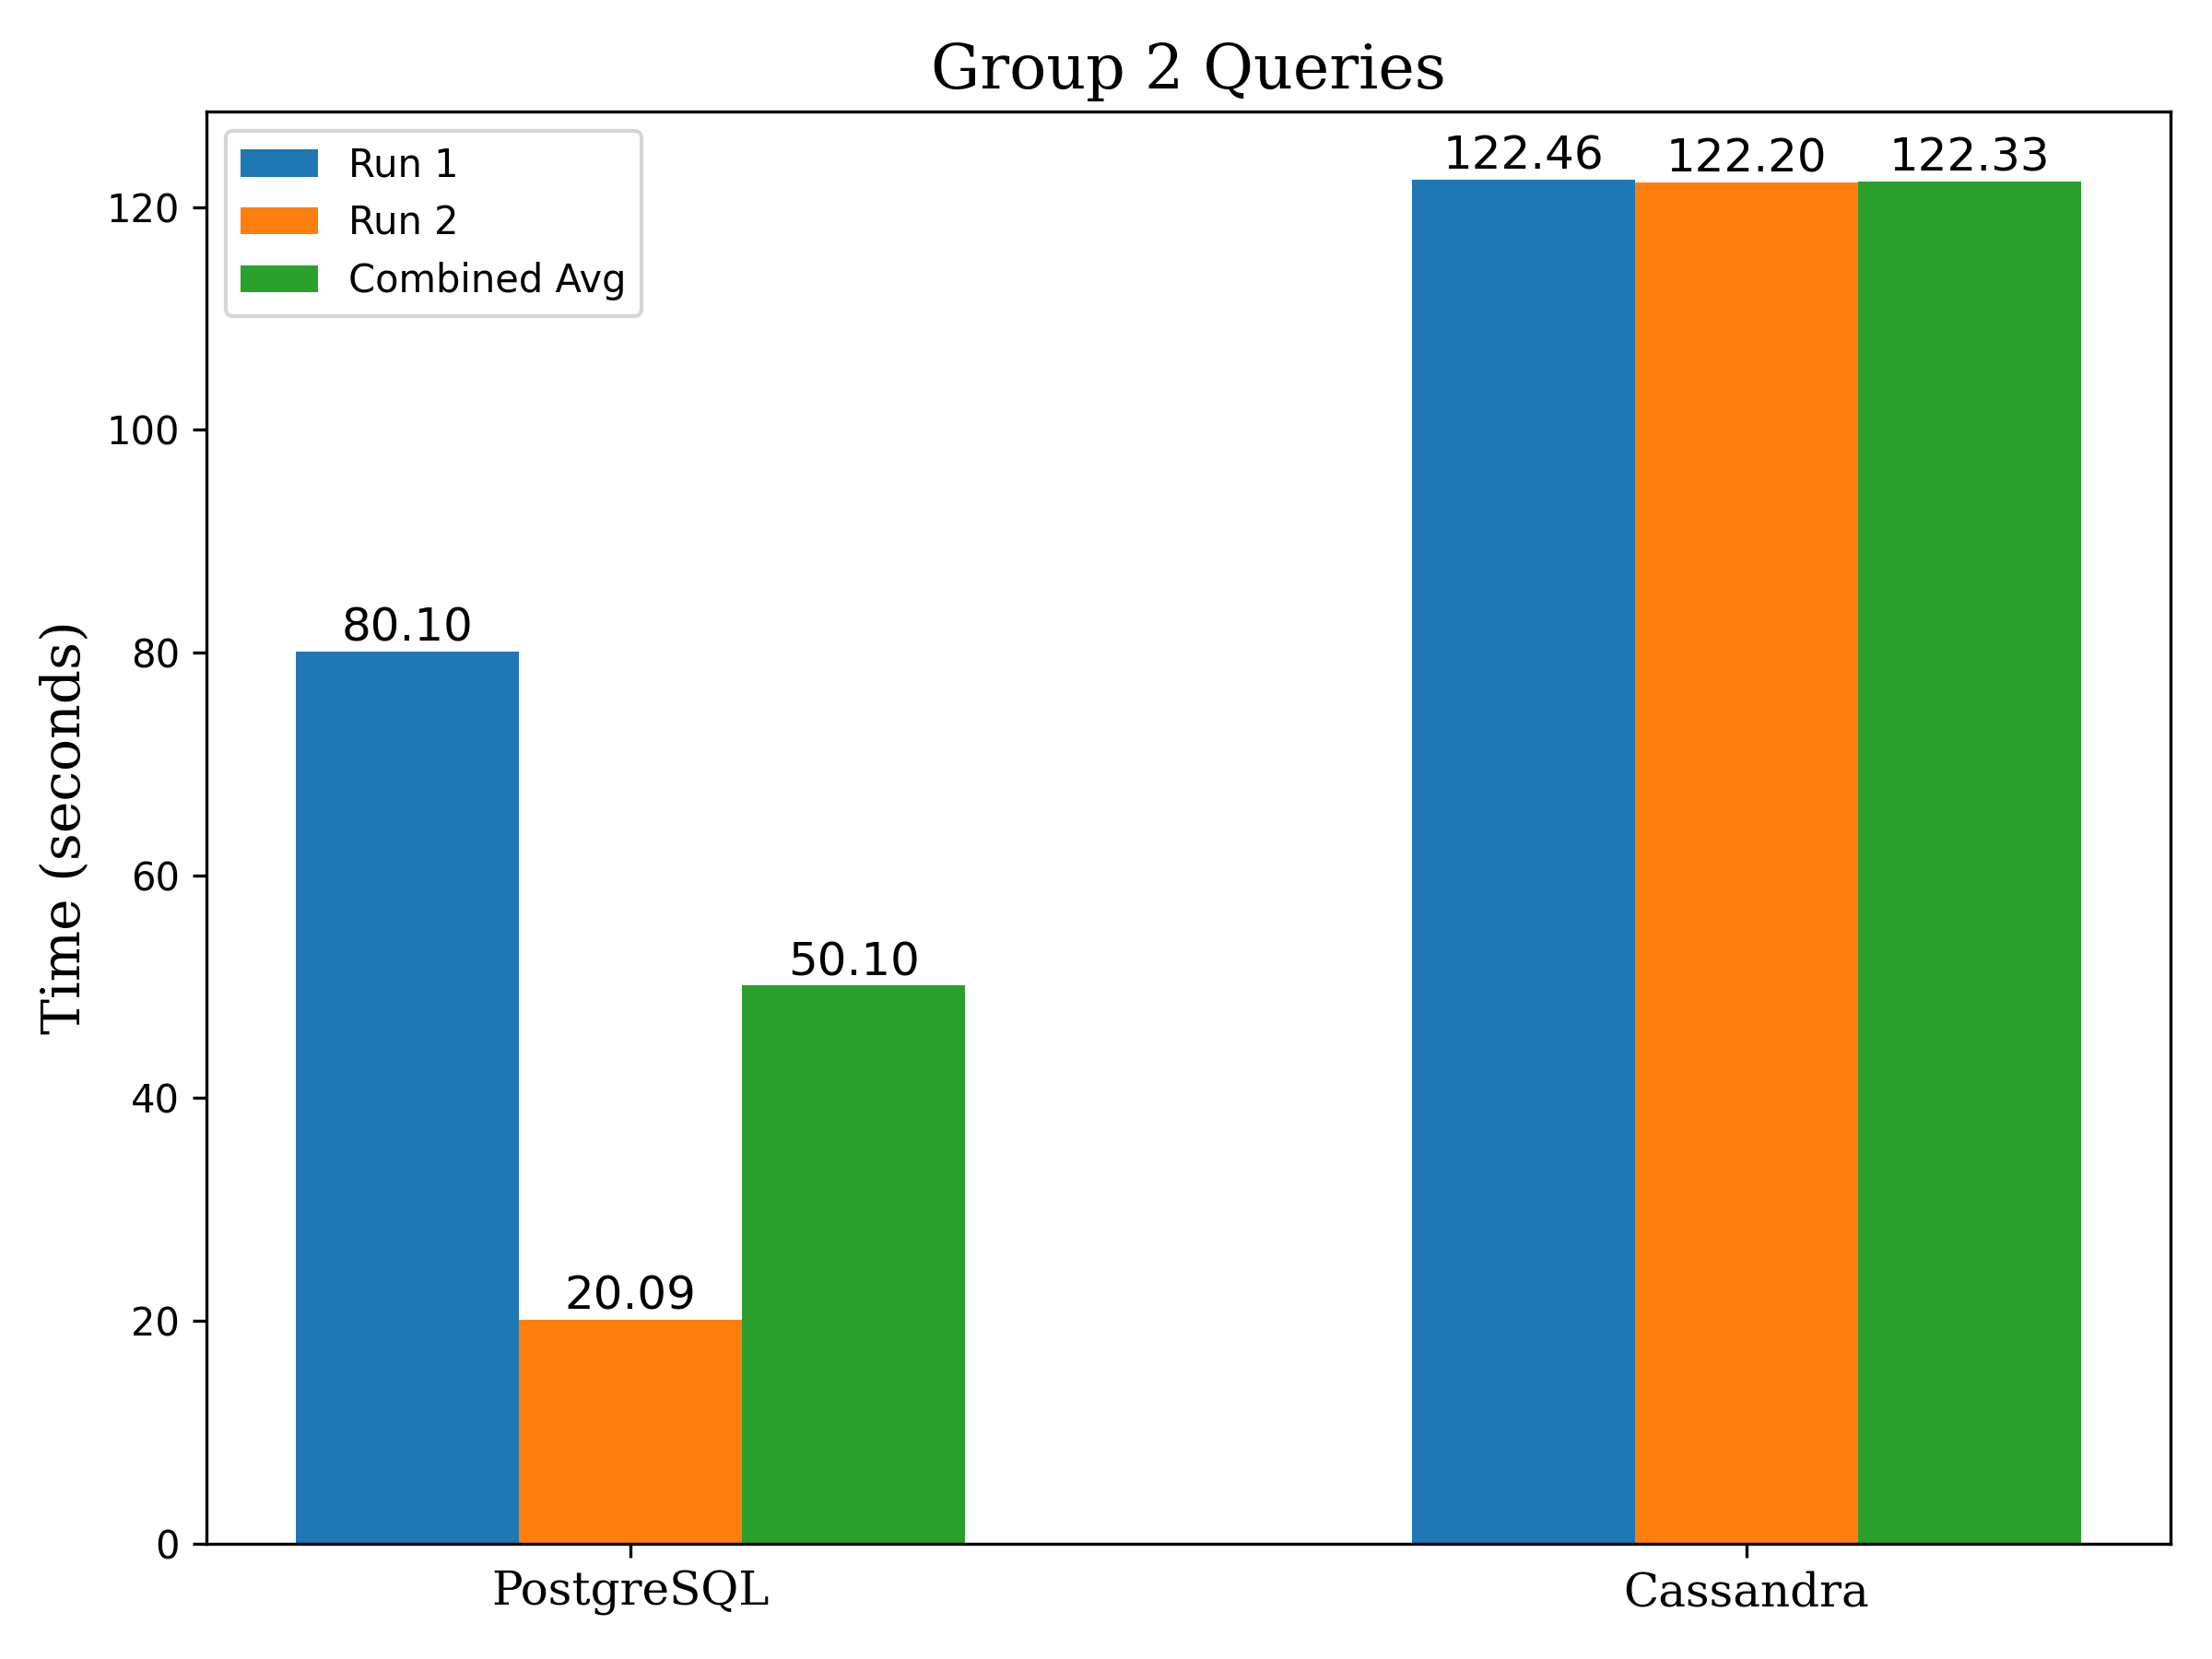 Group 2 Queries
Run 1
Run 2
Combined Avg
122.46
122.20
122.33
80.10
20.09
50.10
Time (seconds)
120
100
80
60
40
20
0
PostgreSQL
Cassandra